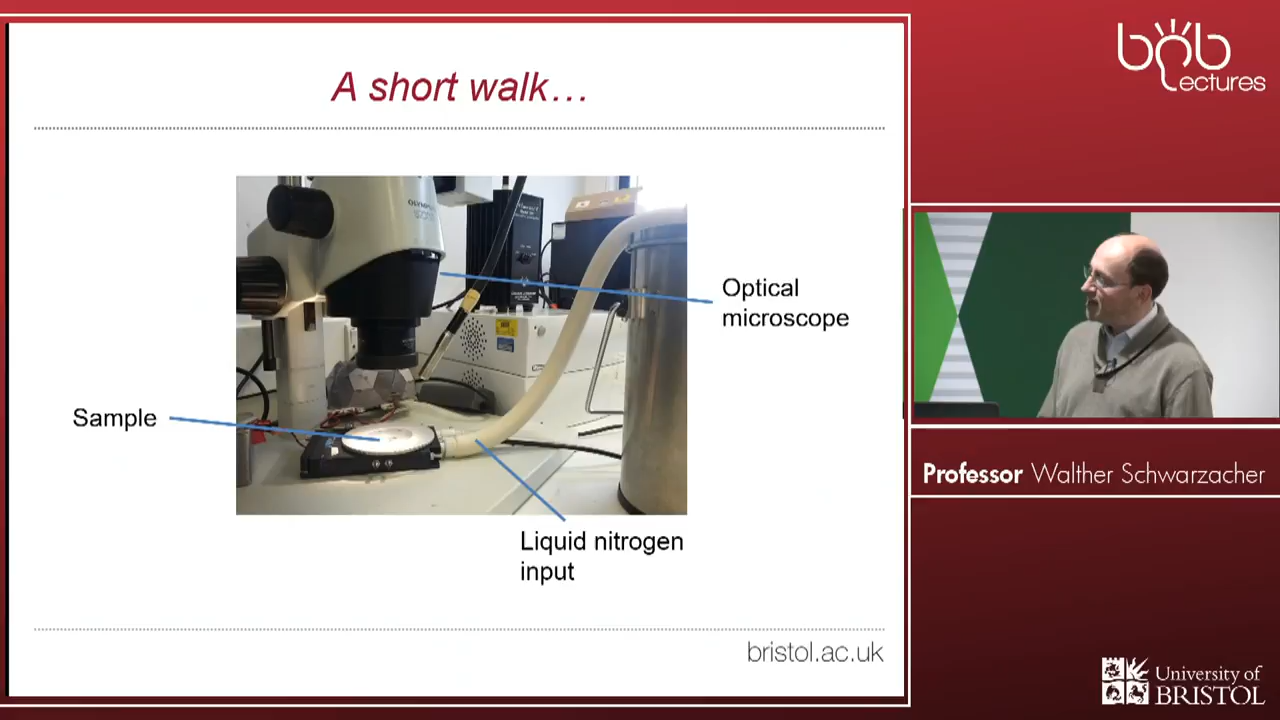 A short walk…
OLYMPUS
Optical
microscope
Sample
Liquid nitrogen
input
bristol.ac.uk
bob
Lectures
Professor Walther Schwarzacher
University of
BRISTOL